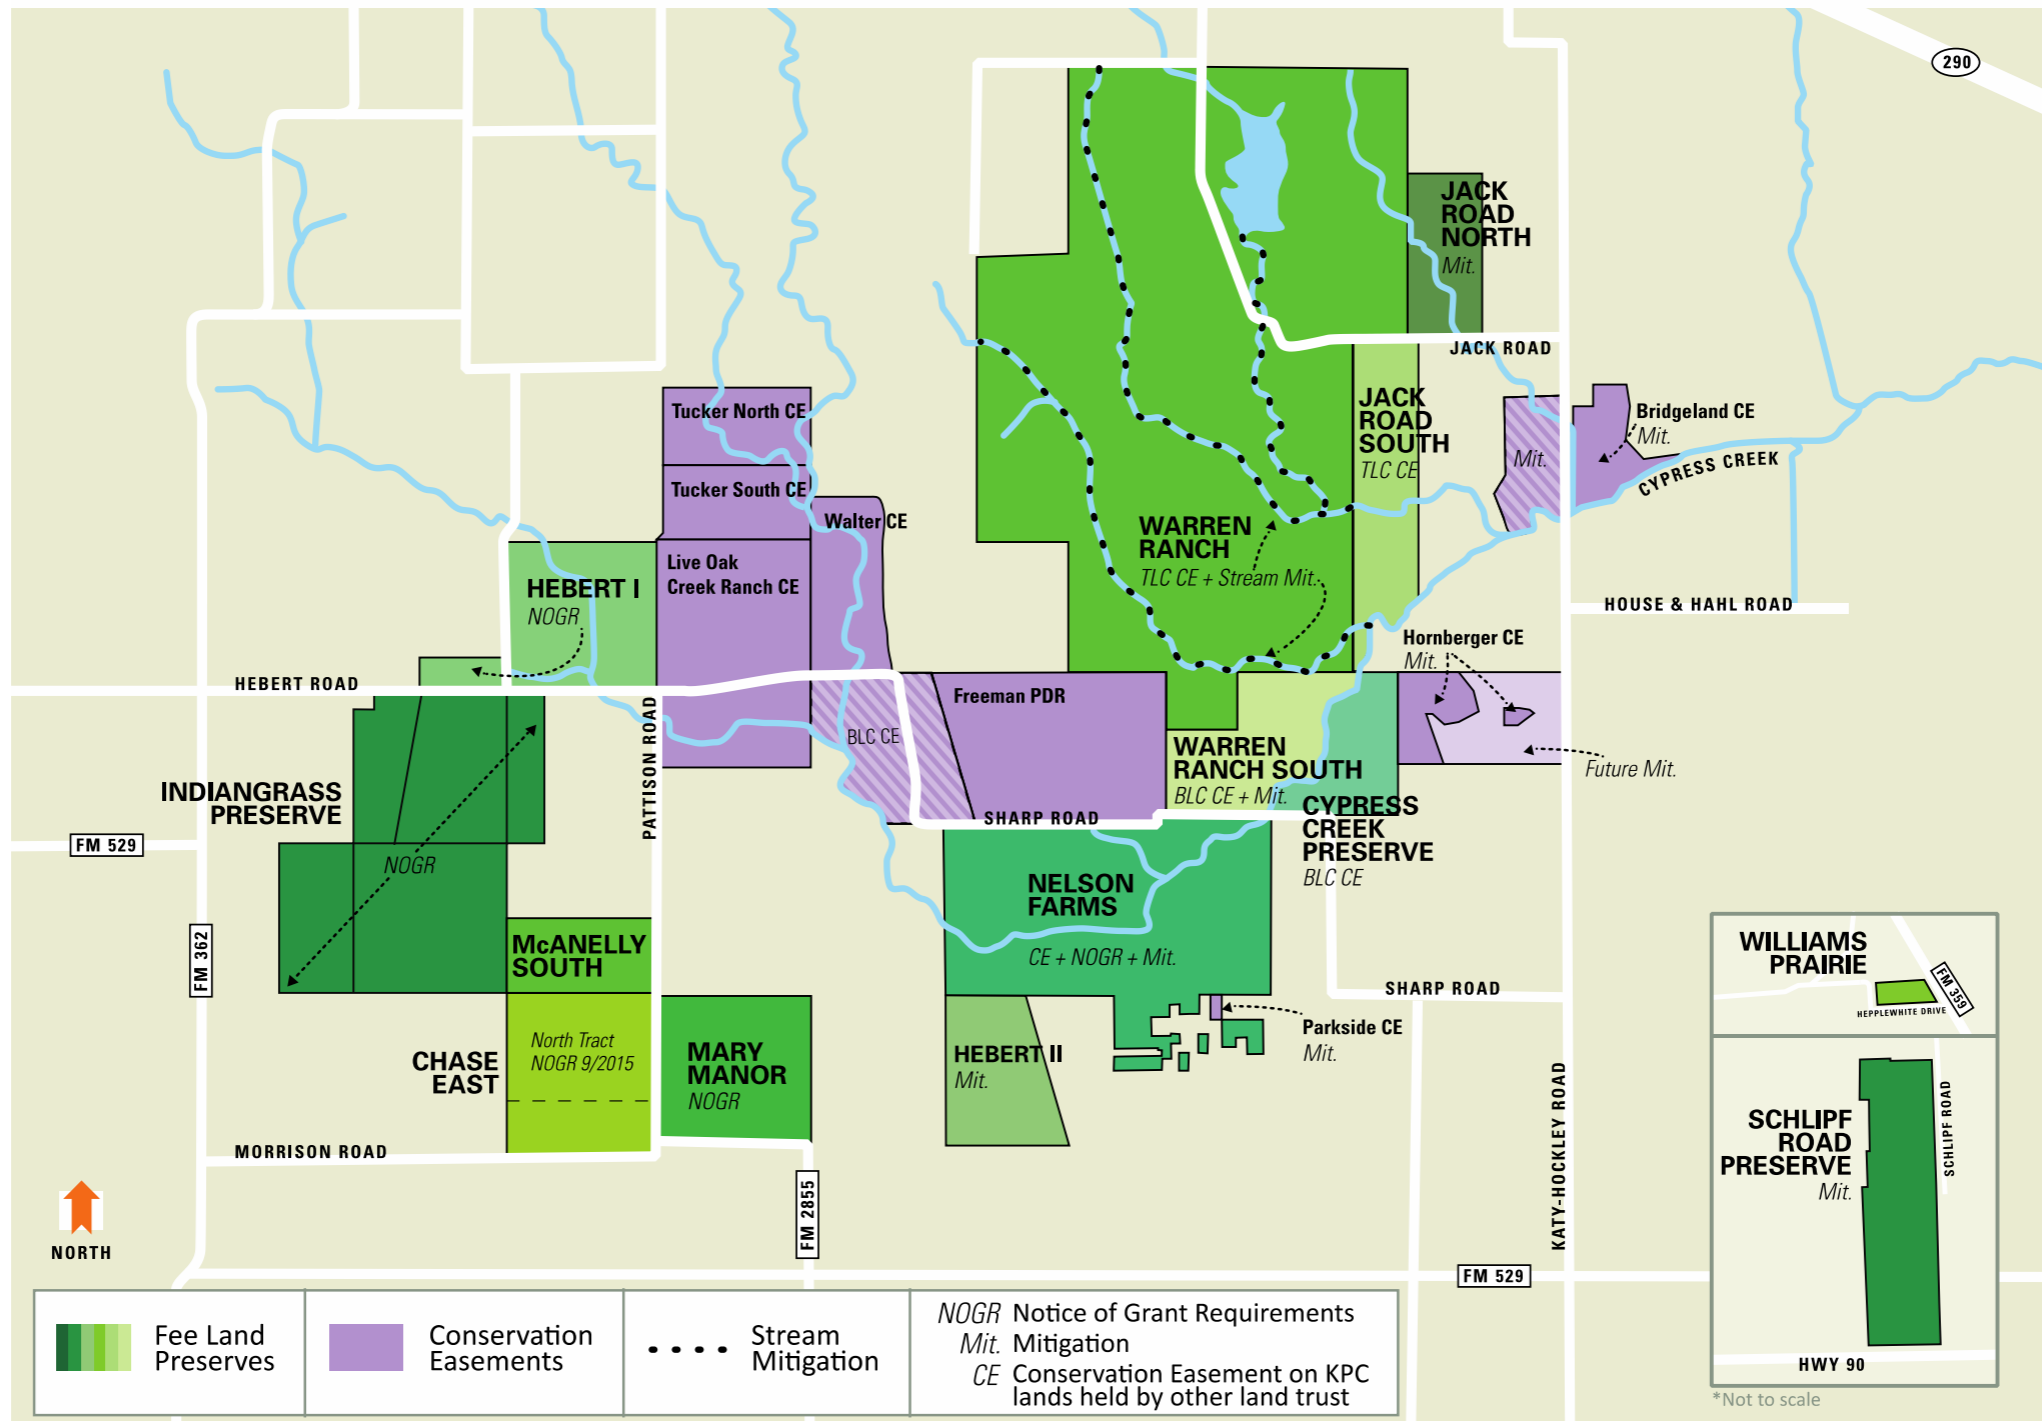 290
JACK
ROAD
NORTH
Mit.
JACK ROAD
JACK
ROAD
SOUTH
TLC CE
Bridgeland CE
Mit.
Mit.
CYPRESS CREEK
Tucker North CE
Tucker South CE
Walter CE
Live Oak
Creek Ranch CE
WARREN
RANCH
TLC CE + Stream Mit.
HEBERT I
NOGR
HOUSE & HAHL ROAD
Hornberger CE
Mit.
HEBERT ROAD
PATTISON ROAD
Freeman PDR
BLC CE
WARREN
RANCH SOUTH
BLC CE + Mit.
Future Mit.
INDIANGRASS
PRESERVE
NOGR
CYPRESS
CREEK
PRESERVE
BLC CE
SHARP ROAD
FM 529
NELSON
FARMS
CE + NOGR + Mit.
FM 362
McANELLY
SOUTH
SHARP ROAD
WILLIAMS
PRAIRIE
FM 359
HEPPLEWHITE DRIVE
Parkside CE
Mit.
North Tract
NOGR 9/2015
CHASE
EAST
MARY
MANOR
NOGR
HEBERT II
Mit.
KATY-HOCKLEY ROAD
SCHLIPF
ROAD
PRESERVE
Mit.
SCHLIPF ROAD
MORRISON ROAD
FM 2855
NORTH
FM 529
HWY 90
*Not to scale
Fee Land
Preserves
Conservation
Easements
Stream
Mitigation
NOGR Notice of Grant Requirements
Mit. Mitigation
CE Conservation Easement on KPC
lands held by other land trust